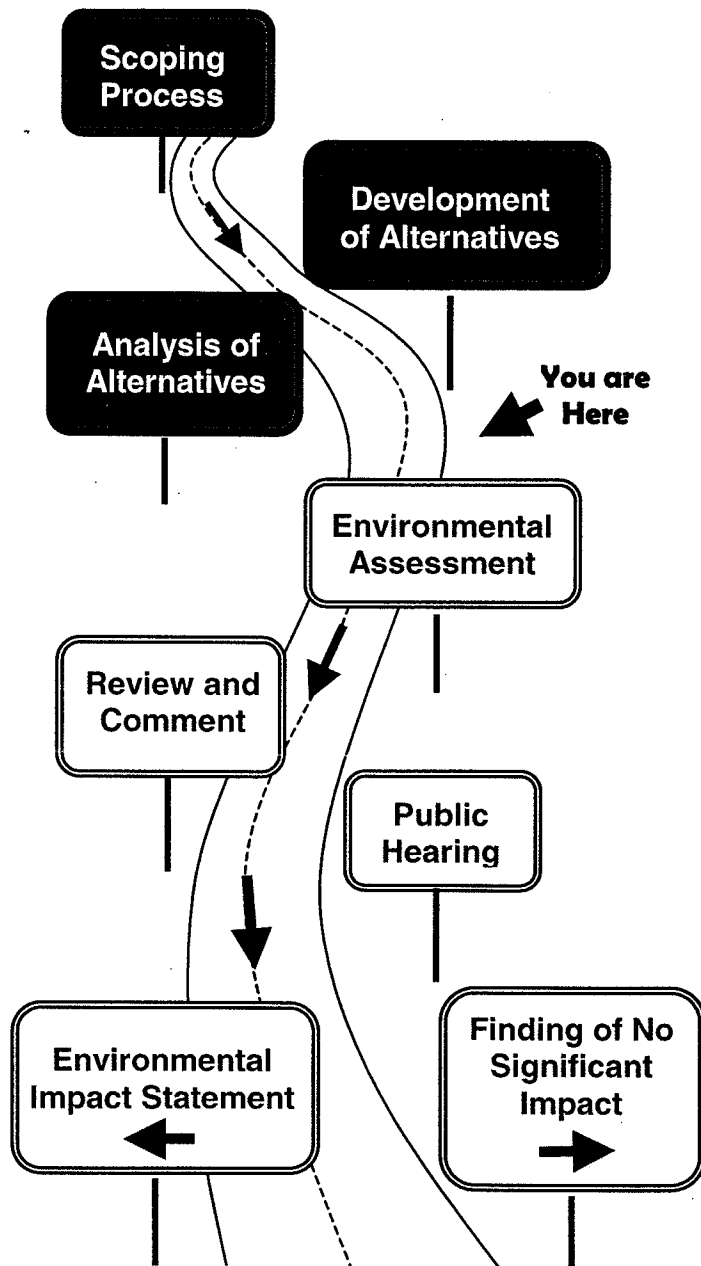 Scoping
Process
Development
of Alternatives
Analysis of
Alternatives
You are
Here
Environmental
Assessment
Review and
Comment
Public
Hearing
Environmental
Impact Statement
Finding of No
Significant
Impact